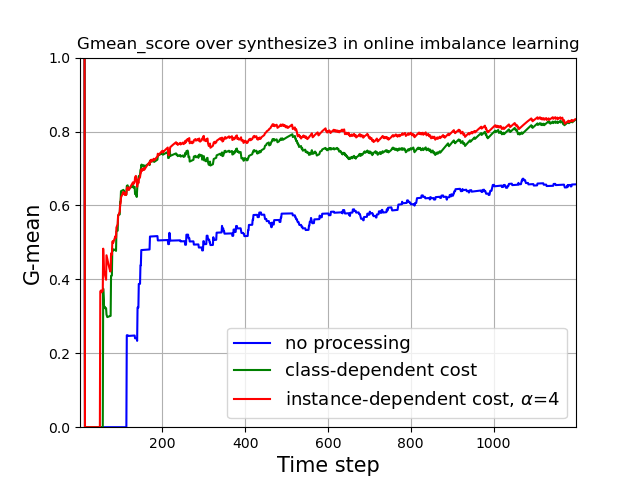 Gmean_score over synthesize3 in online imbalance learning
1.0
0.8
0.6
0.4
0.2
0.0
G-mean
no processing
class-dependent cost
instance-dependent cost, α=4
200 400 600 800 1000
Time step